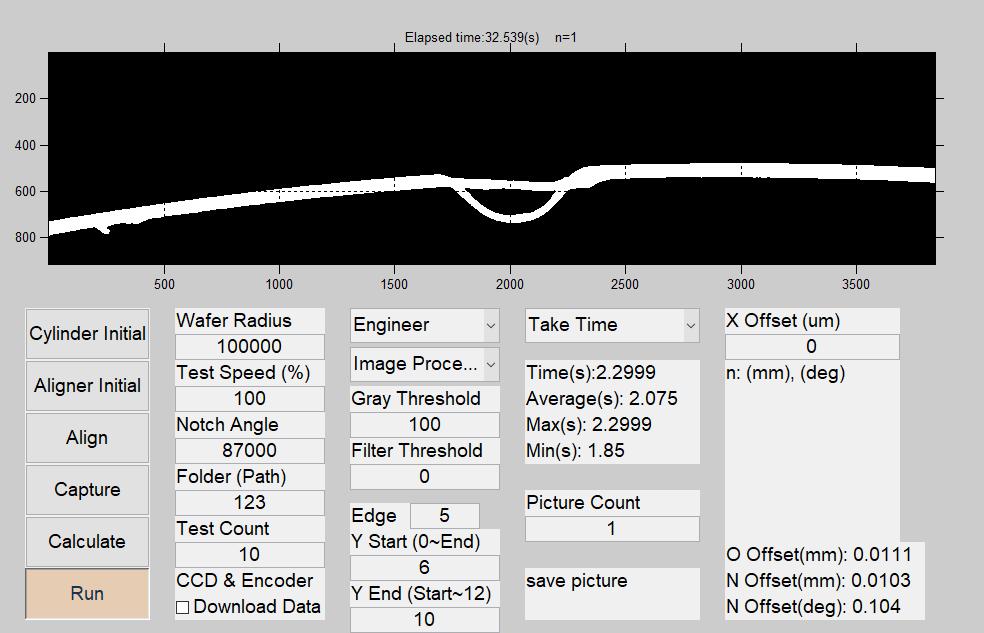 Elapsed time:32.539(s) n=1
200
400
600
800
500 1000 1500 2000 2500 3000 3500
Cylinder Initial
Aligner Initial
Align
Capture
Calculate
Run
Wafer Radius
100000
Test Speed (%)
100
Notch Angle
87000
Folder (Path)
123
Test Count
10
CCD & Encoder
Download Data
Engineer
Image Proce...
Gray Threshold
100
Filter Threshold
0
Edge 5
Y Start (0~End)
6
Y End (Start~12)
10
Take Time
Time(s):2.2999
Average(s): 2.075
Max(s): 2.2999
Min(s): 1.85
Picture Count
1
save picture
X Offset (um)
0
n: (mm), (deg)
O Offset(mm): 0.0111
N Offset(mm): 0.0103
N Offset(deg): 0.104